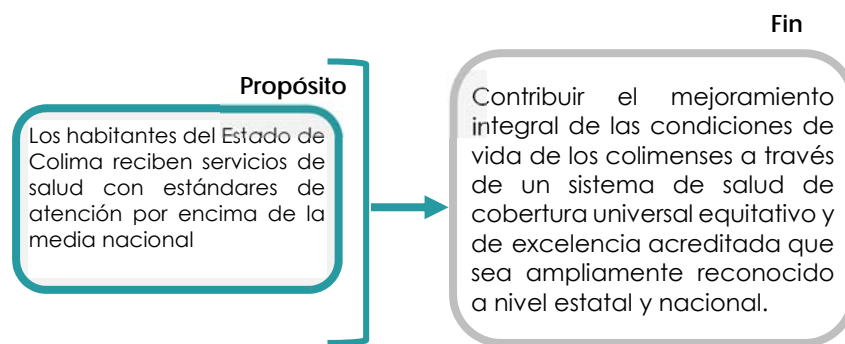 Propósito
Los habitantes del Estado de
Colima reciben servicios de
salud con estándares de
atención por encima de la
media nacional
Fin
Contribuir el mejoramiento
integral de las condiciones de
vida de los colimenses a través
de un sistema de salud de
cobertura universal equitativo y
de excelencia acreditada que
sea ampliamente reconocido
a nivel estatal y nacional.